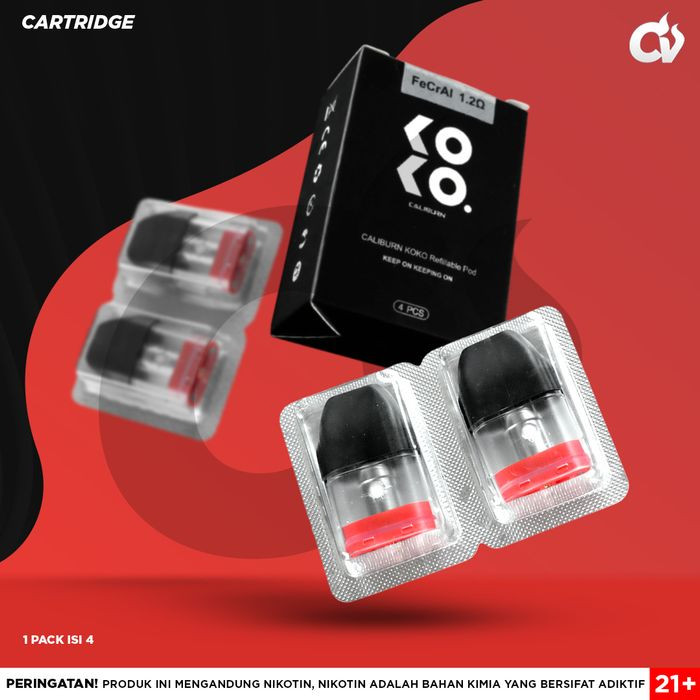 CARTRIDGE
FeCrAl 1.2Ω
KO
KO.
CALIBURN
CALIBURN KOKO Refillable Pod
KEEP ON KEEPING ON
4 PCS
1 PACK ISI 4
PERINGATAN! PRODUK INI MENGANDUNG NIKOTIN, NIKOTIN ADALAH BAHAN KIMIA YANG BERSIFAT ADIKTIF 21+